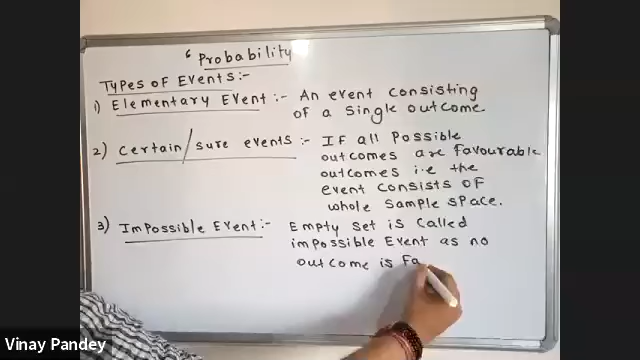 6 Probability
Types of Events:-
1) Elementary Event:- An event consisting
of a single outcome.
2) Certain/sure events:- If all possible
outcomes are favourable
outcomes i.e the
event consists of
whole sample space.
3) Impossible Event:- Empty set is called
impossible Event as no
outcome is fa
Vinay Pandey